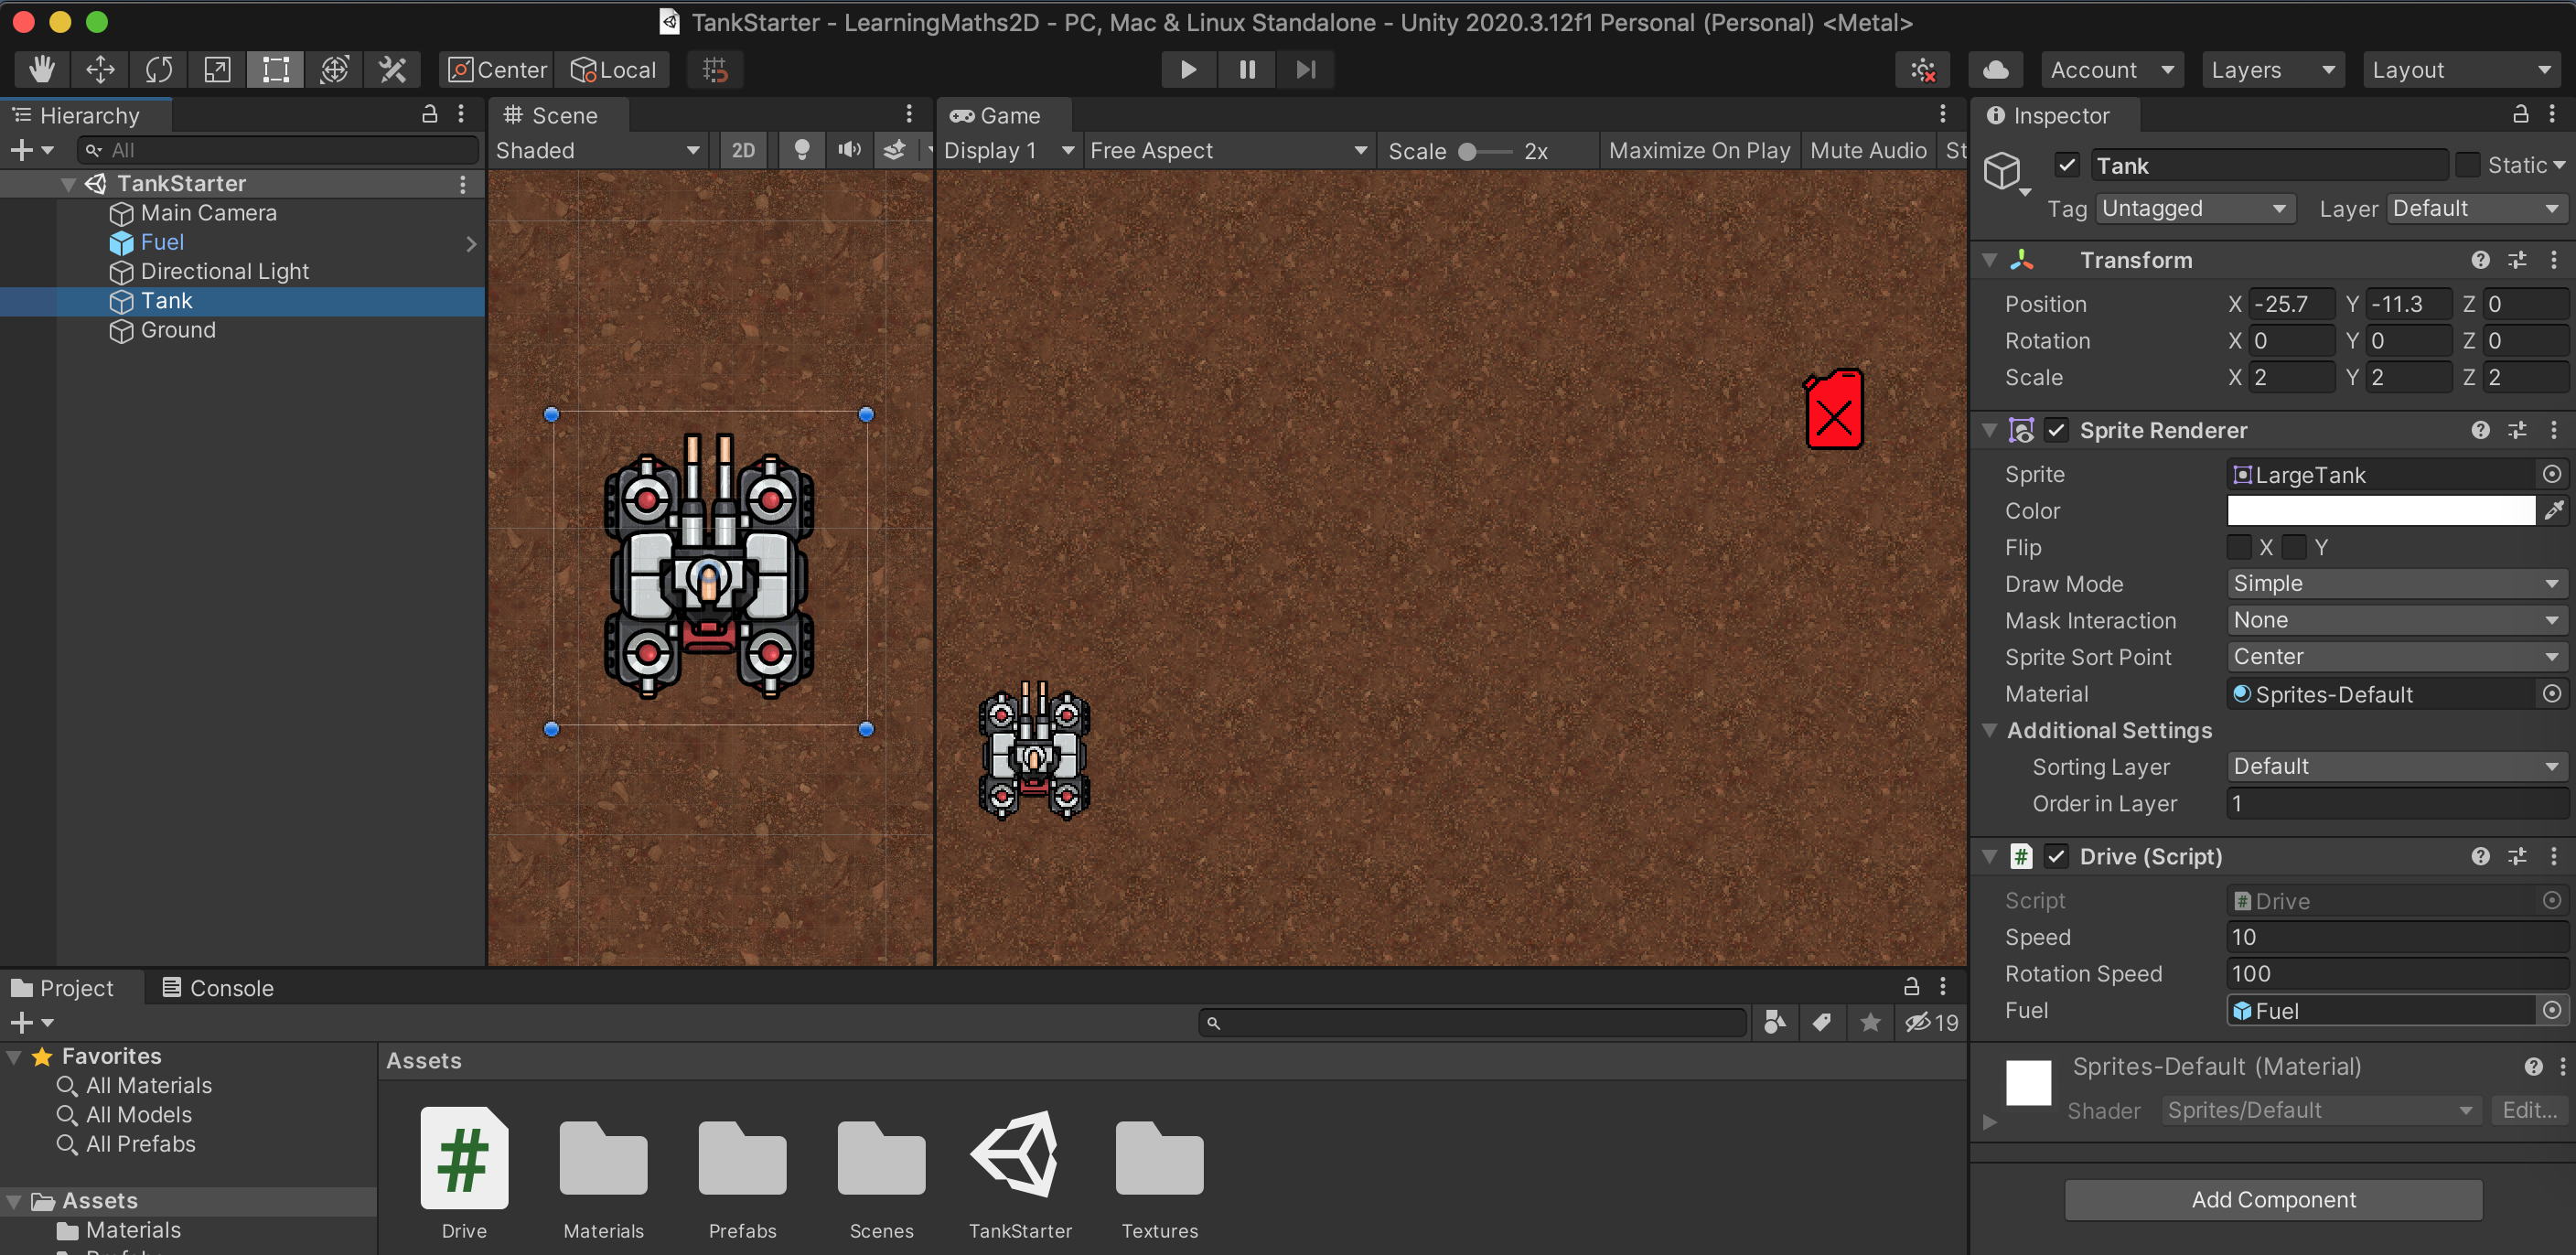 TankStarter - LearningMaths2D - PC, Mac & Linux Standalone - Unity 2020.3.12f1 Personal (Personal) <Metal>
Center Local Account Layers Layout
Hierarchy
All
TankStarter
Main Camera
Fuel
Directional Light
Tank
Ground
Scene
Shaded 2D
Game
Display 1 Free Aspect Scale 2x Maximize On Play Mute Audio St
Inspector
Tank Static
Tag Untagged Layer Default
Transform
Position X -25.7 Y -11.3 Z 0
Rotation X 0 Y 0 Z 0
Scale X 2 Y 2 Z 2
Sprite Renderer
Sprite LargeTank
Color
Flip X Y
Draw Mode Simple
Mask Interaction None
Sprite Sort Point Center
Material Sprites-Default
Additional Settings
Sorting Layer Default
Order in Layer 1
# Drive (Script)
Script # Drive
Speed 10
Rotation Speed 100
Fuel Fuel
Sprites-Default (Material)
Shader Sprites/Default Edit...
Add Component
Project Console
19
Favorites
All Materials
All Models
All Prefabs
Assets
Materials
Assets
#
Drive Materials Prefabs Scenes TankStarter Textures